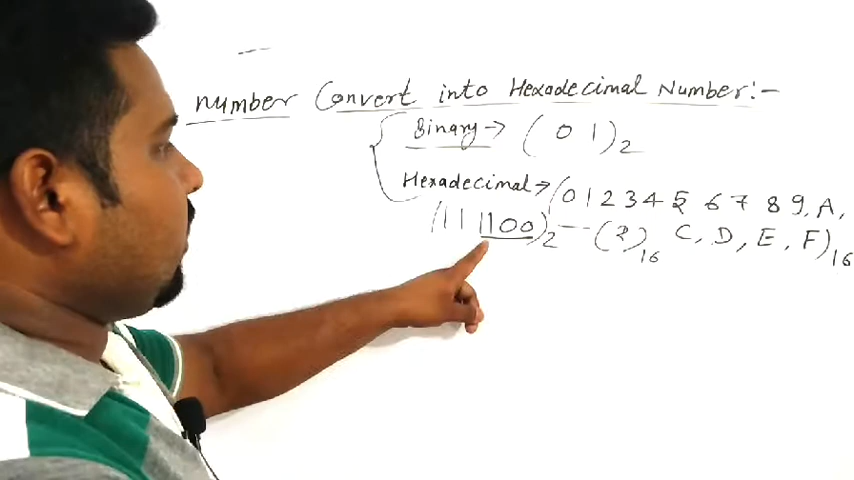 number Convert into Hexadecimal Number:-
Binary → ( 0 1 )2
Hexadecimal → ( 0 1 2 3 4 5 6 7 8 9, A,
(111100)2 --- (?)16 C, D, E, F)16